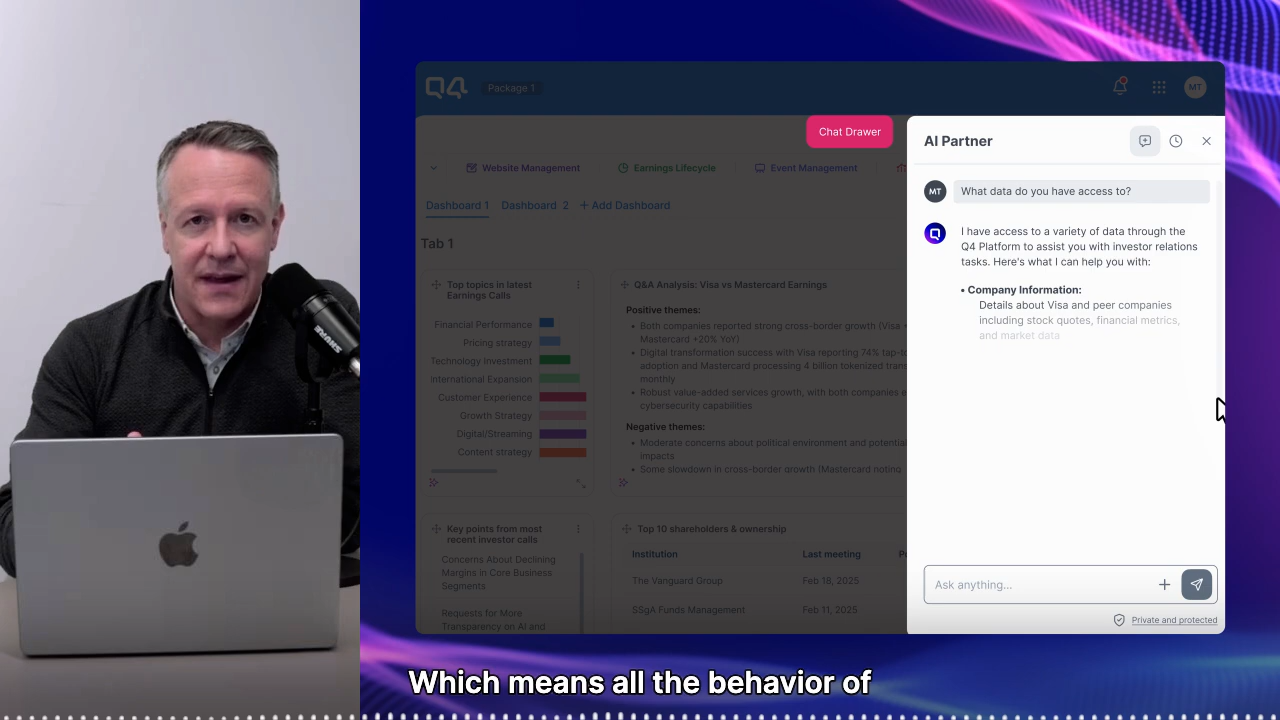 Q4
Package 1
MT
Chat Drawer
Website Management
Earnings Lifecycle
Event Management
Dashboard 1
Dashboard 2
+ Add Dashboard
Tab 1
Top topics in latest
Earnings Calls
Financial Performance
Pricing strategy
Technology Investment
International Expansion
Customer Experience
Growth Strategy
Digital/Streaming
Content strategy
Q&A Analysis: Visa vs Mastercard Earnings
Positive themes:
• Both companies reported strong cross-border growth (Visa
Mastercard +20% YoY)
• Digital transformation success with Visa reporting 74%
adoption and Mastercard processing 4 billion tokenized
monthly
• Robust value-added services growth, with both companies
cybersecurity capabilities
Negative themes:
• Moderate concerns about political environment and
impacts
• Some slowdown in cross-border growth (Mastercard noting
Key points from most
recent investor calls
Concerns About Declining
Margins in Core Business
Segments
Requests for More
Transparency on AI and
Top 10 shareholders & ownership
Institution
Last meeting
The Vanguard Group
Feb 18, 2025
SSgA Funds Management
Feb 11, 2025
AI Partner
MT
What data do you have access to?
I have access to a variety of data through the
Q4 Platform to assist you with investor relations
tasks. Here's what I can help you with:
• Company Information:
Details about Visa and peer companies
including stock quotes, financial metrics,
and market data
Ask anything...
Private and protected
SHURE
Which means all the behavior of